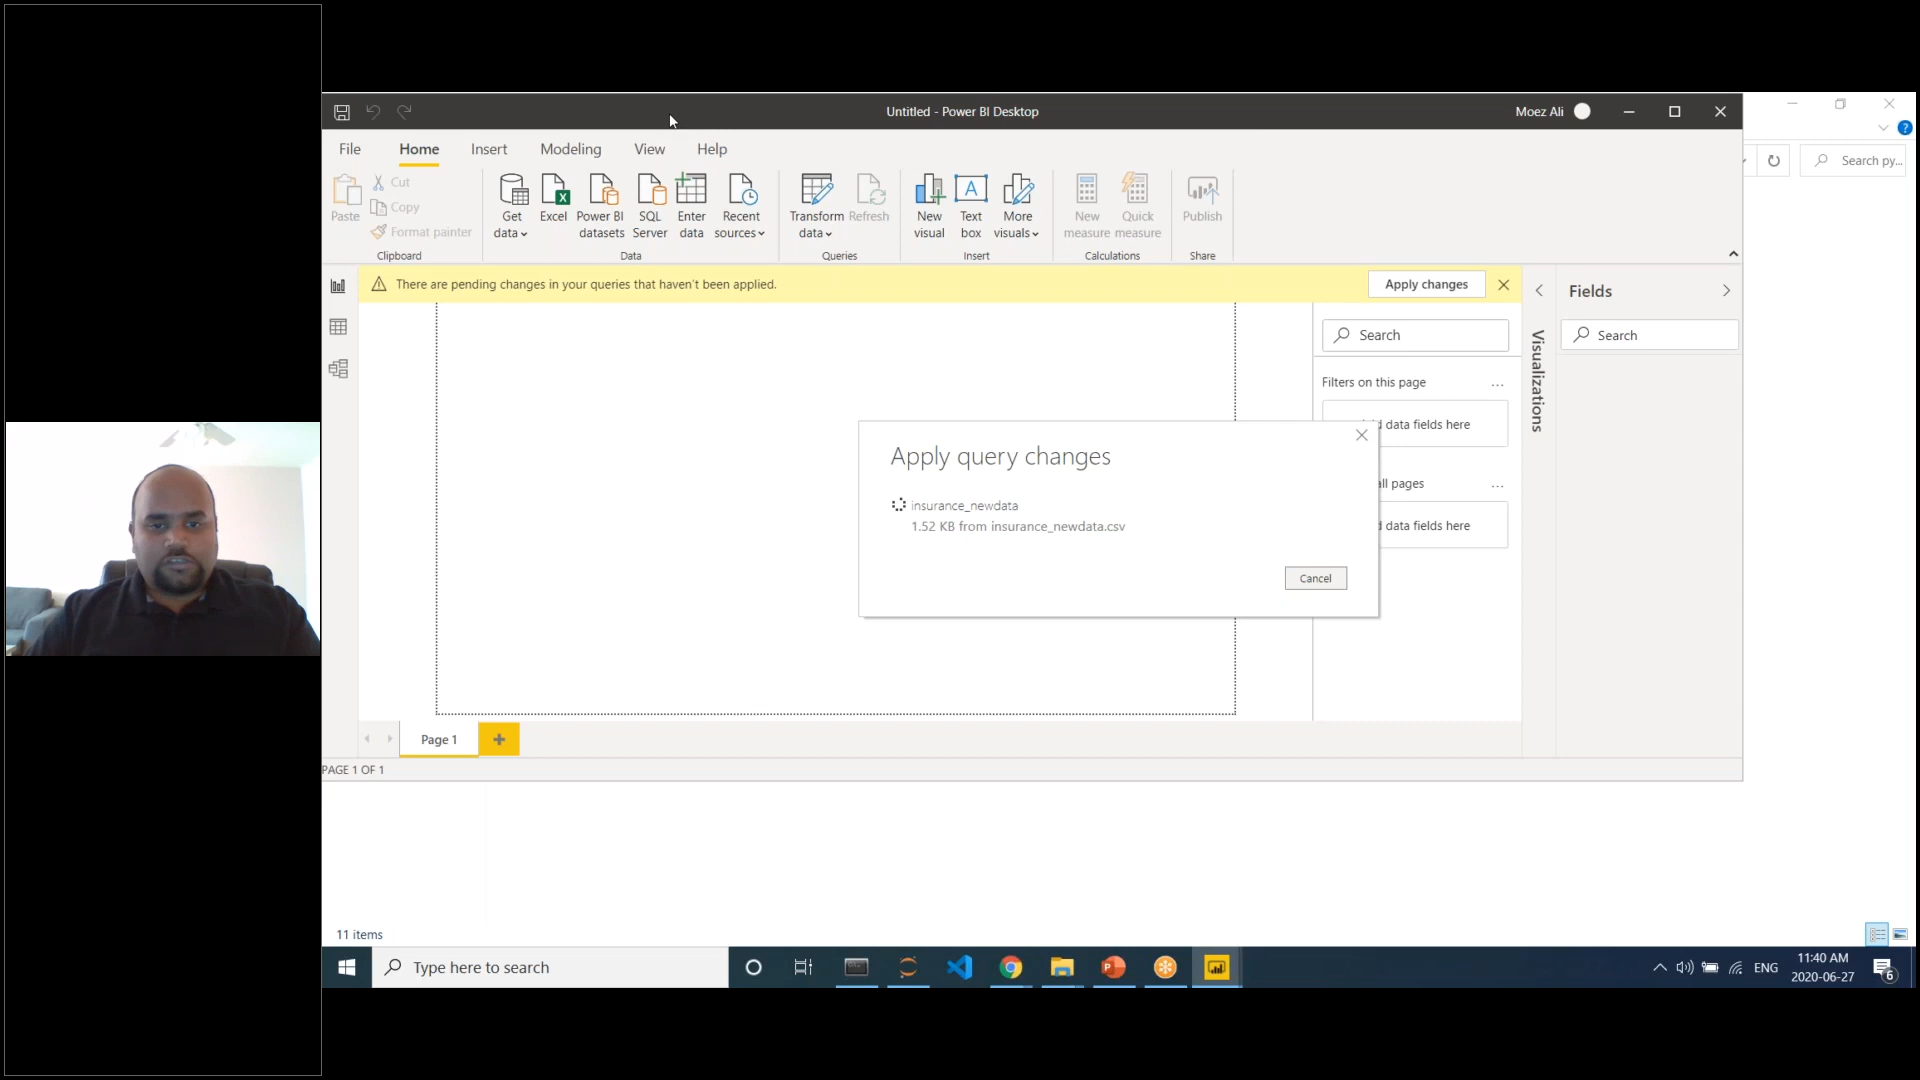 Untitled - Power BI Desktop
Moez Ali
File Home Insert Modeling View Help
Search py...
Paste
Cut
Copy
Format painter
Clipboard
Get data
Excel
Power BI datasets
SQL Server
Enter data
Recent sources
Data
Transform data
Refresh
Queries
New visual
Text box
More visuals
Insert
New measure
Quick measure
Calculations
Publish
Share
There are pending changes in your queries that haven't been applied.
Apply changes
Fields
Search
Search
Visualizations
Filters on this page
data fields here
all pages
data fields here
Apply query changes
insurance_newdata
1.52 KB from insurance_newdata.csv
Cancel
Page 1
PAGE 1 OF 1
11 items
Type here to search
ENG
11:40 AM
2020-06-27
6